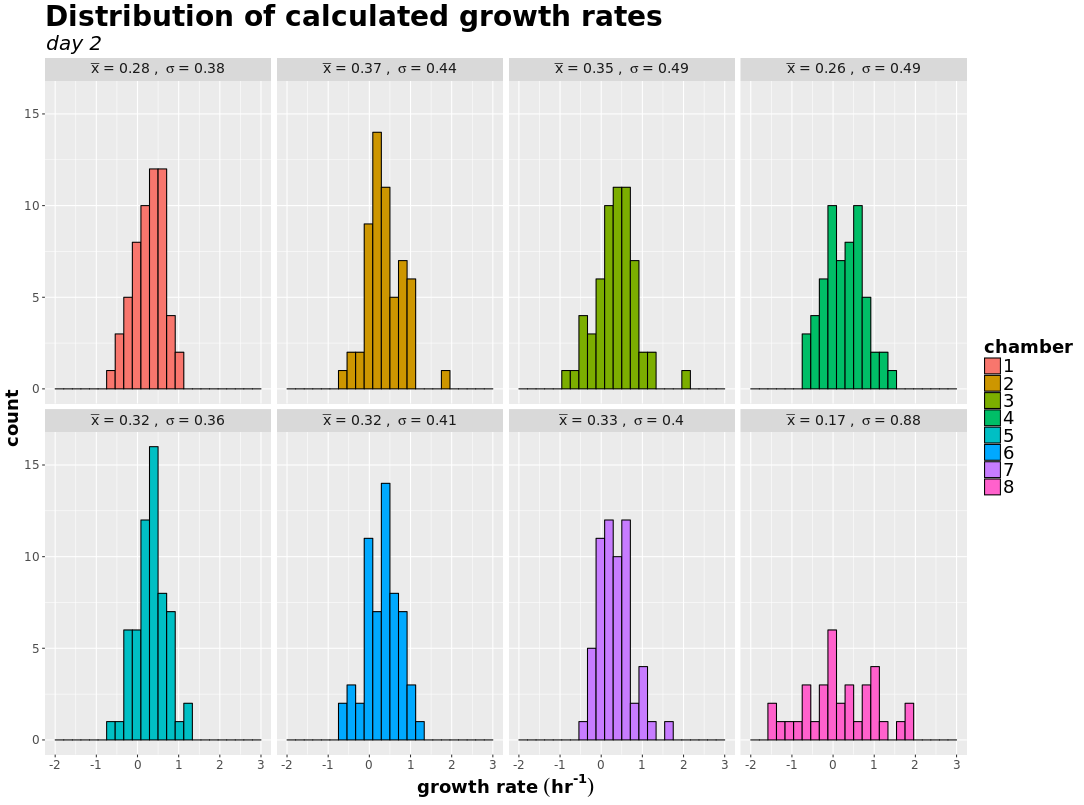 Distribution of calculated growth rates
day 2
x̅ = 0.28 , σ = 0.38
x̅ = 0.37 , σ = 0.44
x̅ = 0.35 , σ = 0.49
x̅ = 0.26 , σ = 0.49
15
10
5
0
x̅ = 0.32 , σ = 0.36
x̅ = 0.32 , σ = 0.41
x̅ = 0.33 , σ = 0.4
x̅ = 0.17 , σ = 0.88
15
10
5
0
-2 -1 0 1 2 3
-2 -1 0 1 2 3
-2 -1 0 1 2 3
-2 -1 0 1 2 3
count
growth rate (hr⁻¹)
chamber
1
2
3
4
5
6
7
8